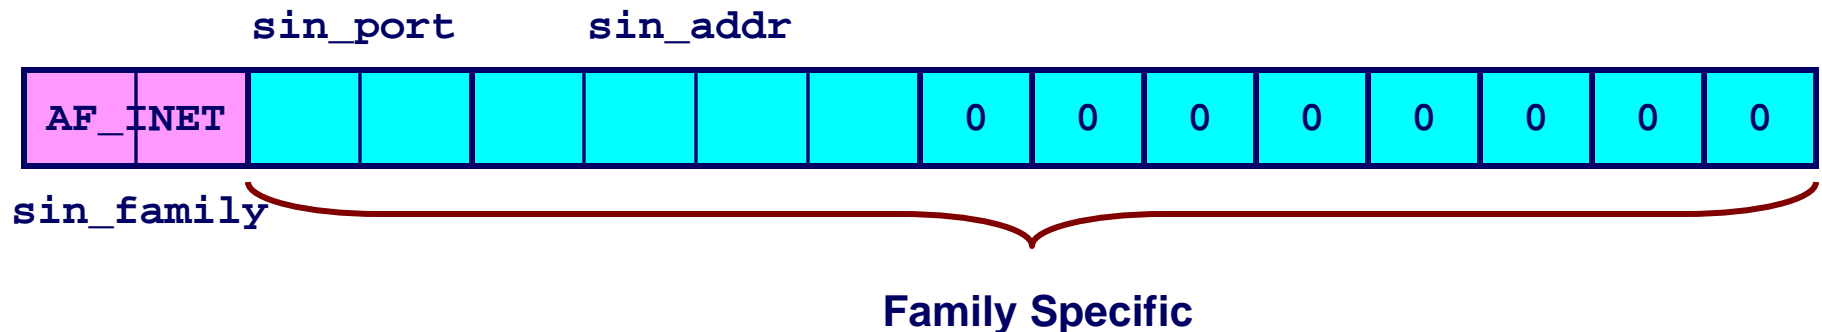 sin_port sin_addr
AF_INET 0 0 0 0 0 0 0 0
sin_family
Family Specific